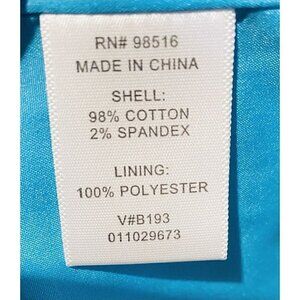 RN# 98516
MADE IN CHINA
SHELL:
98% COTTON
2% SPANDEX
LINING:
100% POLYESTER
V#B193
011029673